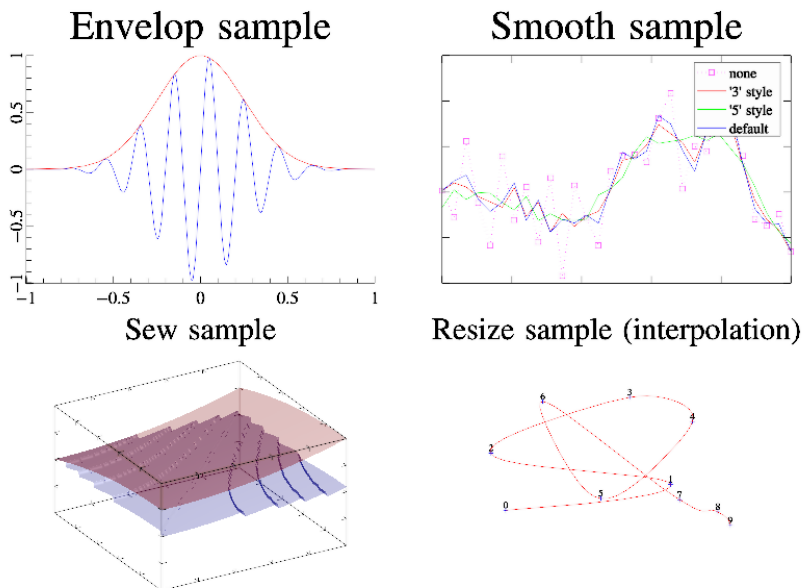 Envelop sample
Smooth sample
1
0.5
0
−0.5
−1
−1
−0.5
0
0.5
1
none
'3' style
'5' style
default
Sew sample
Resize sample (interpolation)
6
3
4
2
1
0
5
7
8
9